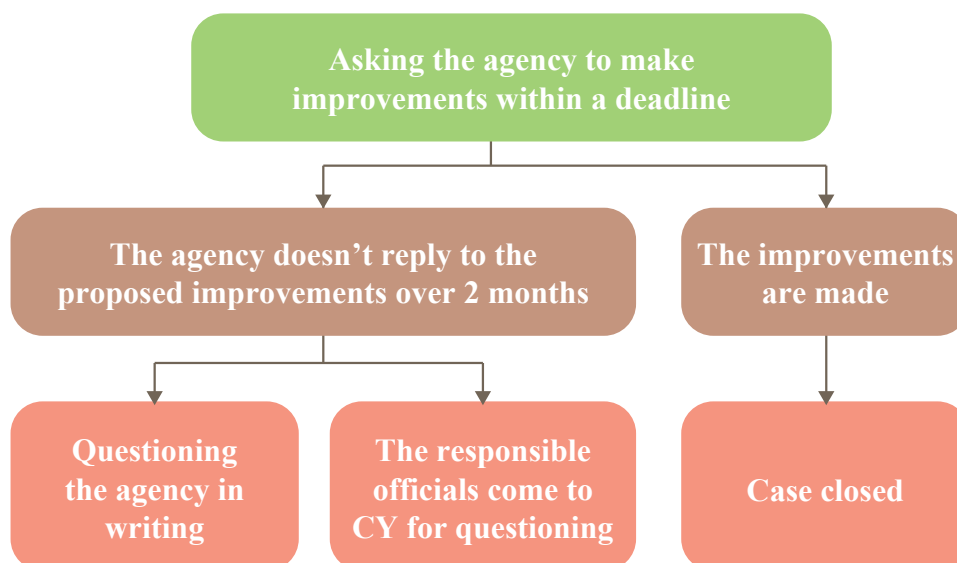 Asking the agency to make
improvements within a deadline
The agency doesn’t reply to the
proposed improvements over 2 months
The improvements
are made
Questioning
the agency in
writing
The responsible
officials come to
CY for questioning
Case closed